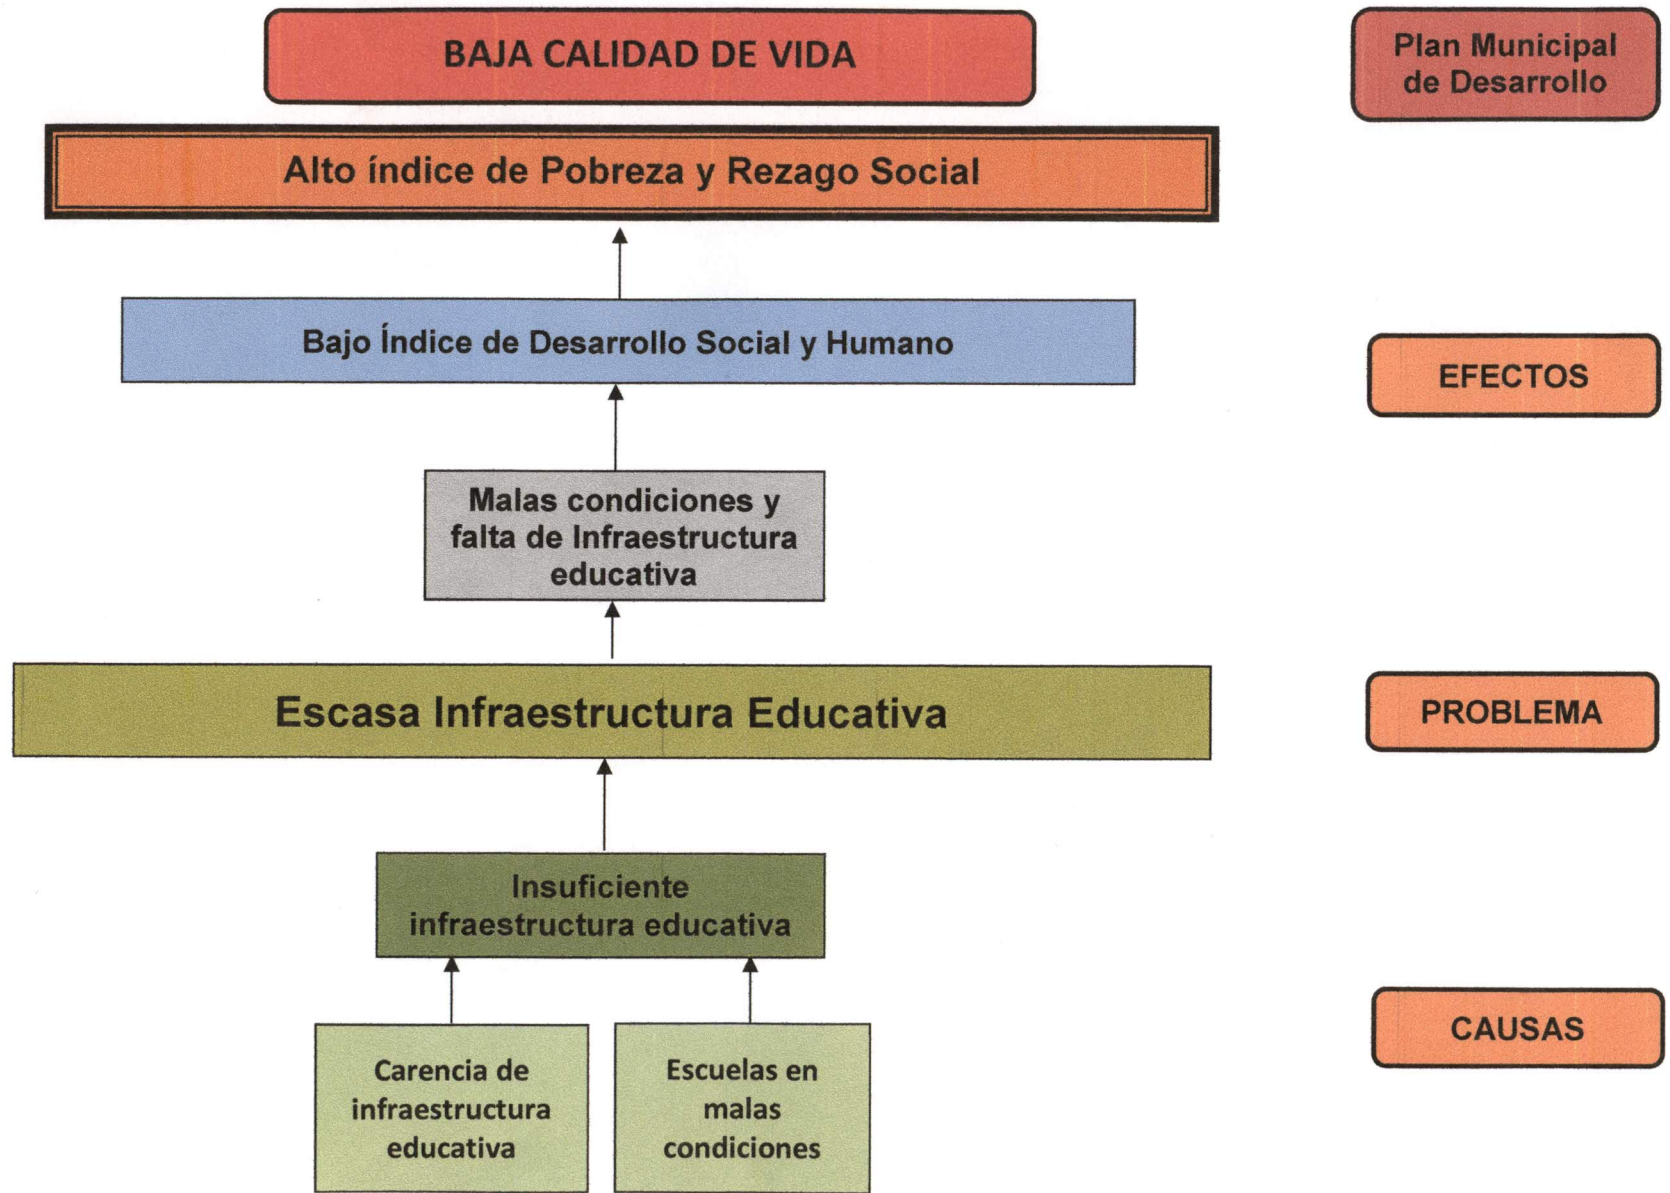 BAJA CALIDAD DE VIDA
Plan Municipal
de Desarrollo
Alto índice de Pobreza y Rezago Social
Bajo Índice de Desarrollo Social y Humano
EFECTOS
Malas condiciones y
falta de Infraestructura
educativa
Escasa Infraestructura Educativa
PROBLEMA
Insuficiente
infraestructura educativa
CAUSAS
Carencia de
infraestructura
educativa
Escuelas en
malas
condiciones